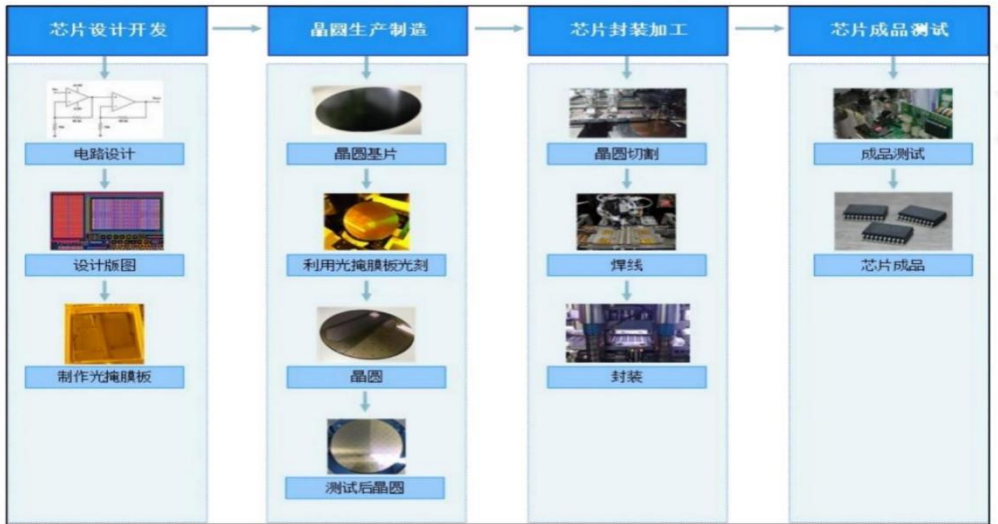 芯片设计开发
晶圆生产制造
芯片封装加工
芯片成品测试
电路设计
设计版图
制作光掩膜板
晶圆基片
利用光掩膜板光刻
晶圆
测试后晶圆
晶圆切割
焊线
封装
成品测试
芯片成品